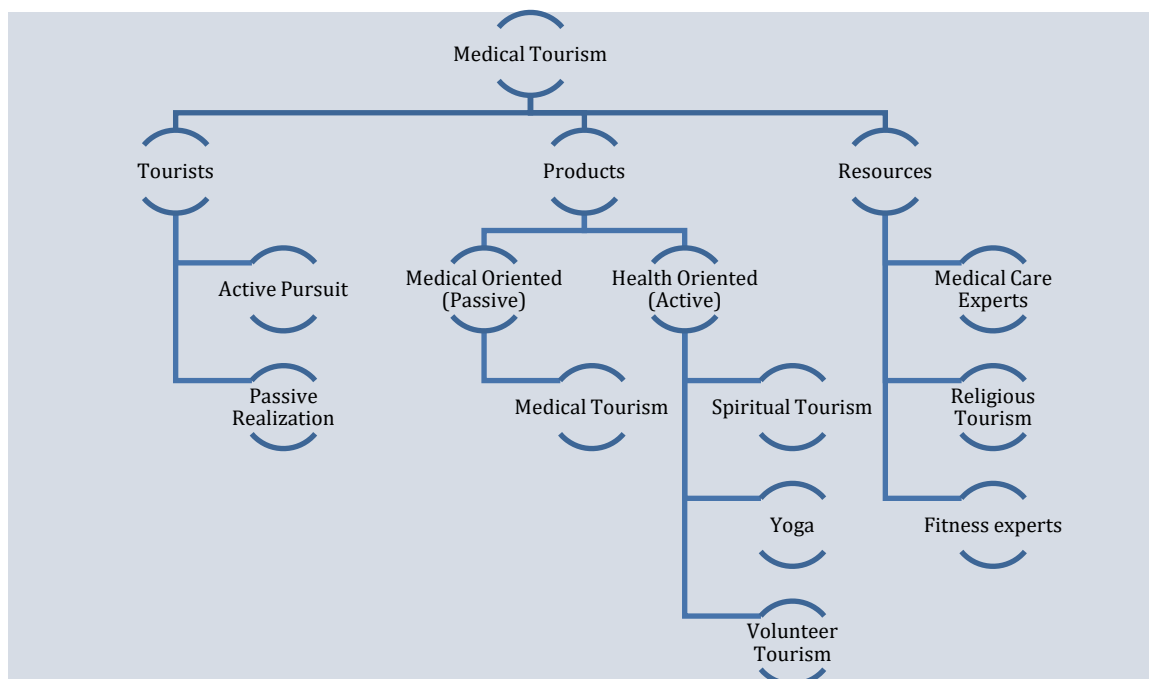 Medical Tourism
Tourists
Products
Resources
Active Pursuit
Medical Oriented
(Passive)
Health Oriented
(Active)
Medical Care
Experts
Passive
Realization
Medical Tourism
Spiritual Tourism
Religious
Tourism
Yoga
Fitness experts
Volunteer
Tourism